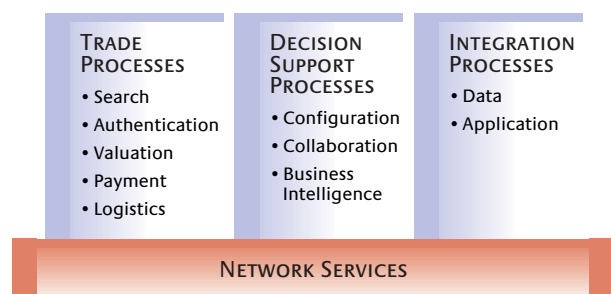 TRADE
PROCESSES
• Search
• Authentication
• Valuation
• Payment
• Logistics
DECISION
SUPPORT
PROCESSES
• Configuration
• Collaboration
• Business
Intelligence
INTEGRATION
PROCESSES
• Data
• Application
NETWORK SERVICES